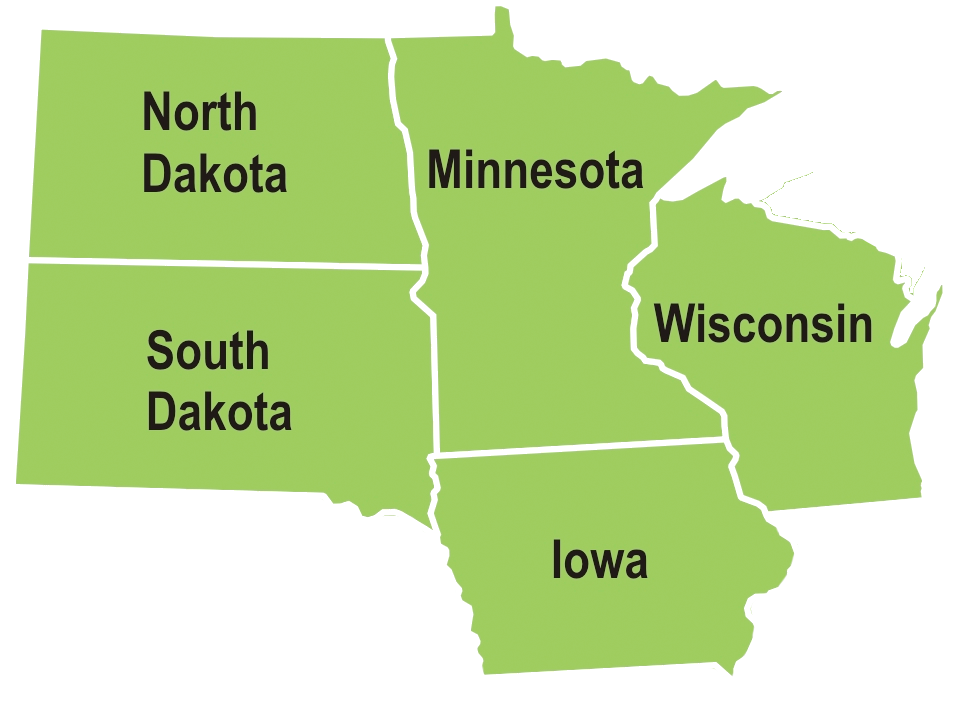 North
Dakota
Minnesota
South
Dakota
Wisconsin
Iowa